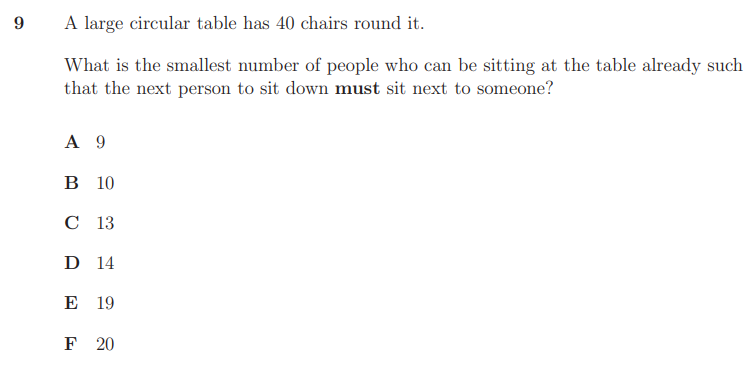 9 A large circular table has 40 chairs round it.
What is the smallest number of people who can be sitting at the table already such
that the next person to sit down must sit next to someone?
A 9
B 10
C 13
D 14
E 19
F 20